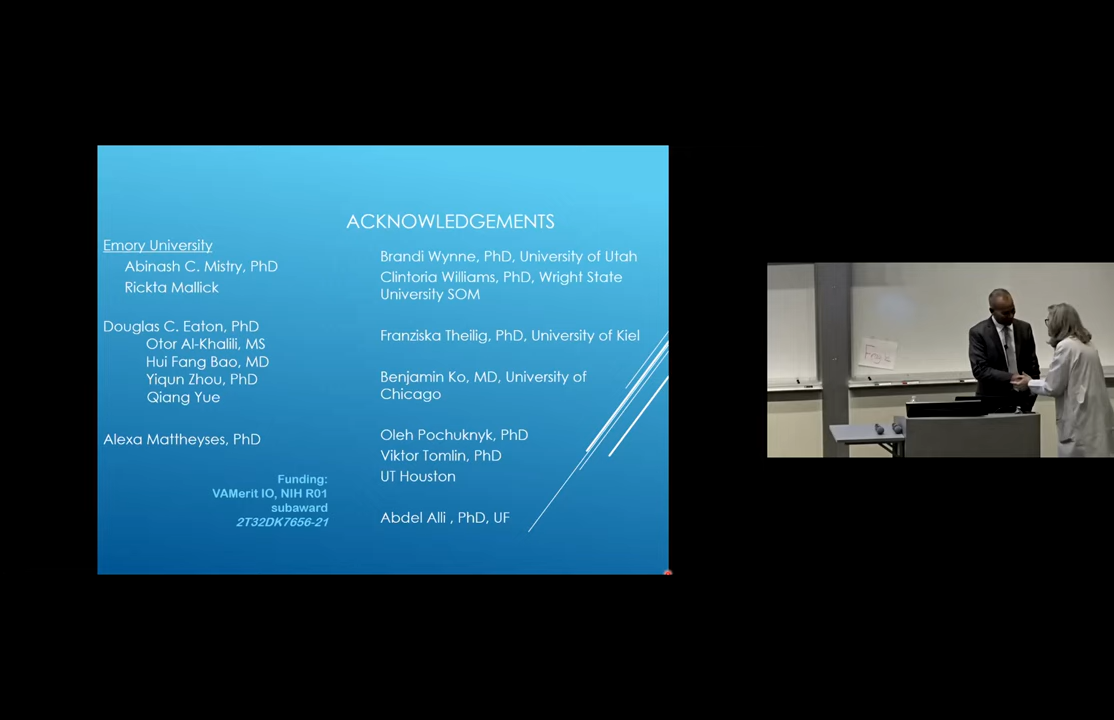 ACKNOWLEDGEMENTS
Emory University
Abinash C. Mistry, PhD
Rickta Mallick
Douglas C. Eaton, PhD
Otor Al-Khalili, MS
Hui Fang Bao, MD
Yiqun Zhou, PhD
Qiang Yue
Alexa Mattheyses, PhD
Funding:
VAMerit IO, NIH R01
subaward
2T32DK7656-21
Brandi Wynne, PhD, University of Utah
Clintoria Williams, PhD, Wright State
University SOM
Franziska Theilig, PhD, University of Kiel
Benjamin Ko, MD, University of
Chicago
Oleh Pochuknyk, PhD
Viktor Tomlin, PhD
UT Houston
Abdel Alli , PhD, UF